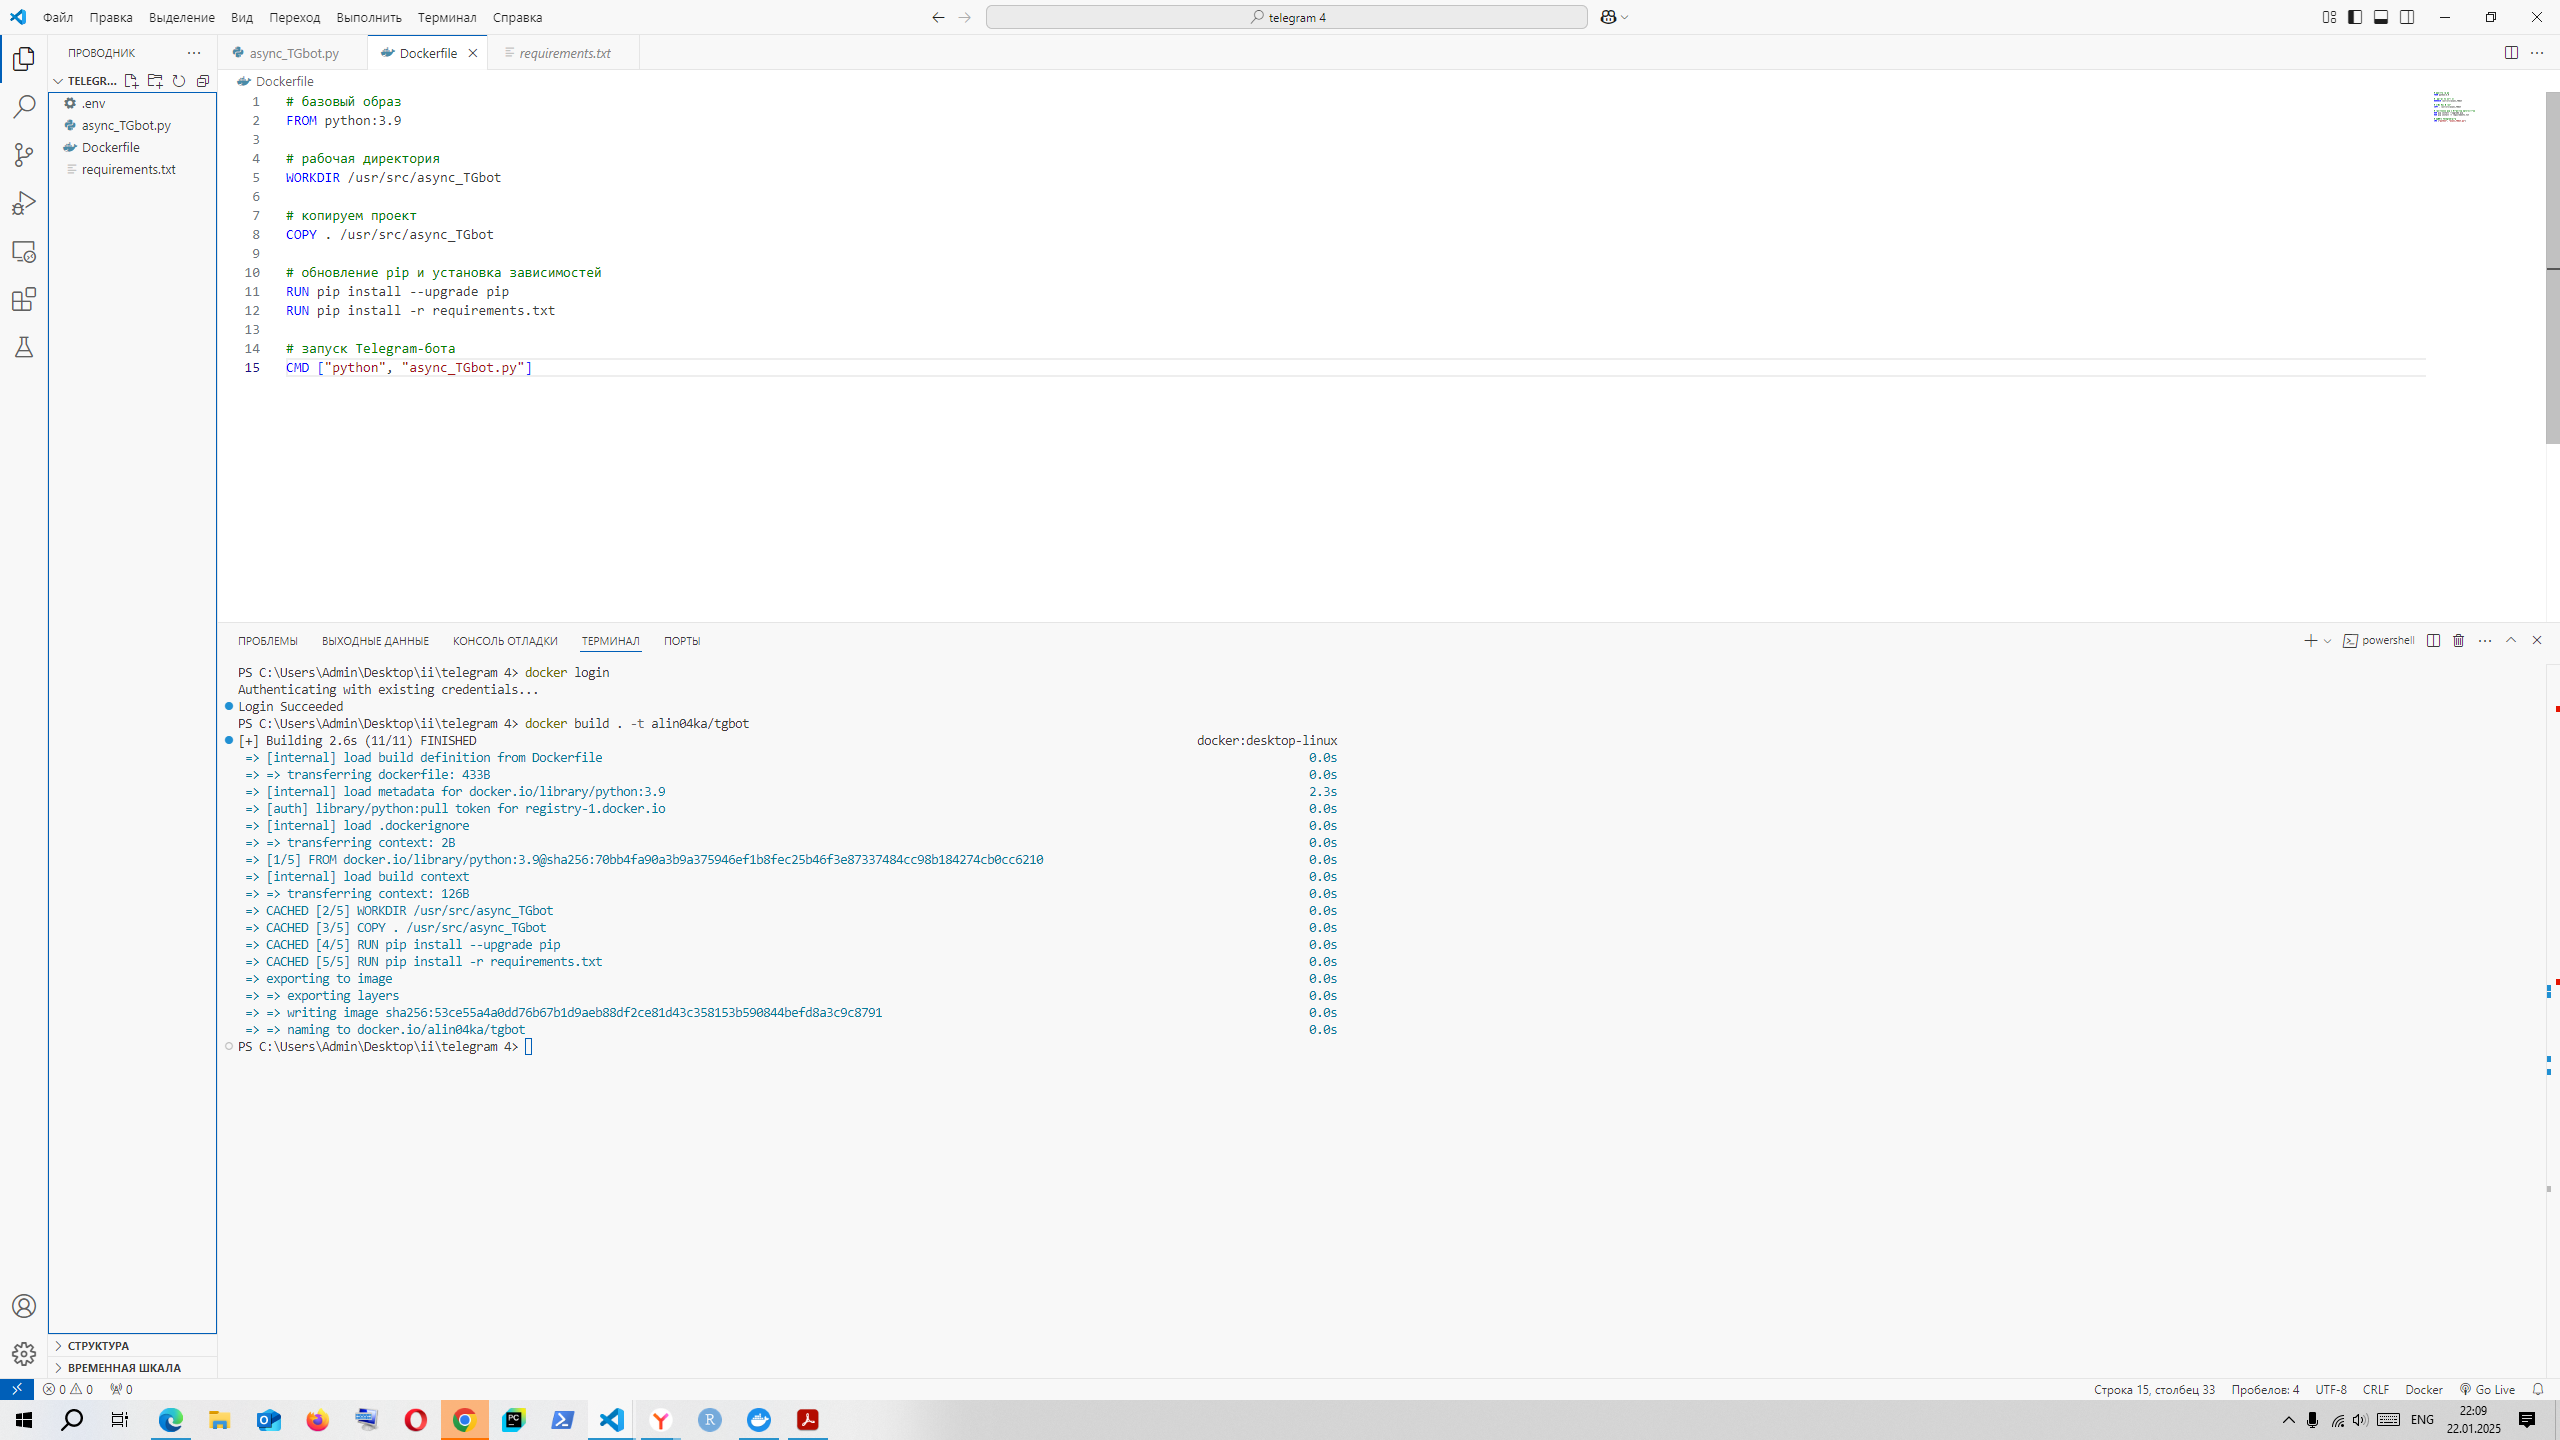 Файл Правка Выделение Вид Переход Выполнить Терминал Справка
telegram 4
ПРОВОДНИК
TELEGR...
.env
async_TGbot.py
Dockerfile
requirements.txt
async_TGbot.py Dockerfile requirements.txt
Dockerfile
1 # базовый образ
2 FROM python:3.9
3
4 # рабочая директория
5 WORKDIR /usr/src/async_TGbot
6
7 # копируем проект
8 COPY . /usr/src/async_TGbot
9
10 # обновление pip и установка зависимостей
11 RUN pip install --upgrade pip
12 RUN pip install -r requirements.txt
13
14 # запуск Telegram-бота
15 CMD ["python", "async_TGbot.py"]
ПРОБЛЕМЫ ВЫХОДНЫЕ ДАННЫЕ КОНСОЛЬ ОТЛАДКИ ТЕРМИНАЛ ПОРТЫ
powershell
PS C:\Users\Admin\Desktop\ii\telegram 4> docker login
Authenticating with existing credentials...
Login Succeeded
PS C:\Users\Admin\Desktop\ii\telegram 4> docker build . -t alin04ka/tgbot
[+] Building 2.6s (11/11) FINISHED docker:desktop-linux
=> [internal] load build definition from Dockerfile 0.0s
=> => transferring dockerfile: 433B 0.0s
=> [internal] load metadata for docker.io/library/python:3.9 2.3s
=> [auth] library/python:pull token for registry-1.docker.io 0.0s
=> [internal] load .dockerignore 0.0s
=> => transferring context: 2B 0.0s
=> [1/5] FROM docker.io/library/python:3.9@sha256:70bb4fa90a3b9a375946ef1b8fec25b46f3e87337484cc98b184274cb0cc6210 0.0s
=> [internal] load build context 0.0s
=> => transferring context: 126B 0.0s
=> CACHED [2/5] WORKDIR /usr/src/async_TGbot 0.0s
=> CACHED [3/5] COPY . /usr/src/async_TGbot 0.0s
=> CACHED [4/5] RUN pip install --upgrade pip 0.0s
=> CACHED [5/5] RUN pip install -r requirements.txt 0.0s
=> exporting to image 0.0s
=> => exporting layers 0.0s
=> => writing image sha256:53ce55a4a0dd76b67b1d9aeb88df2ce81d43c358153b590844befd8a3c9c8791 0.0s
=> => naming to docker.io/alin04ka/tgbot 0.0s
PS C:\Users\Admin\Desktop\ii\telegram 4>
СТРУКТУРА
ВРЕМЕННАЯ ШКАЛА
0 0 0
Строка 15, столбец 33 Пробелов: 4 UTF-8 CRLF Docker Go Live
ENG
22:09
22.01.2025